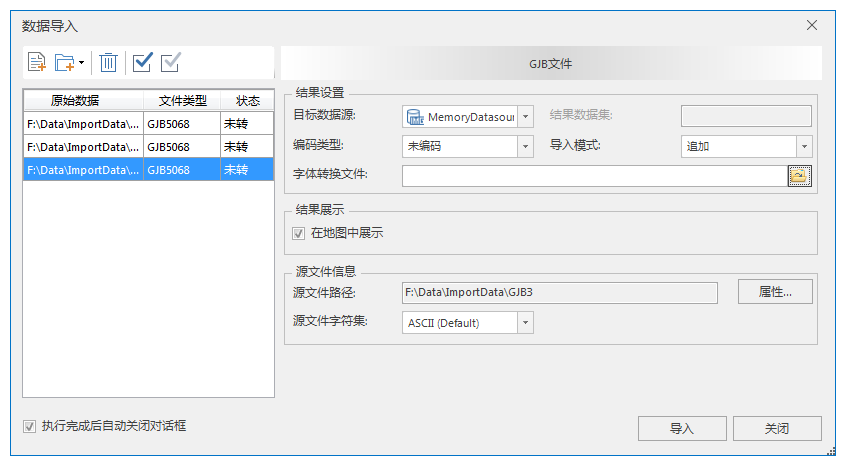 数据导入
GJB文件
原始数据 文件类型 状态
F:\Data\ImportData\... GJB5068 未转
F:\Data\ImportData\... GJB5068 未转
F:\Data\ImportData\... GJB5068 未转
结果设置
目标数据源: MemoryDatasour 结果数据集:
编码类型: 未编码 导入模式: 追加
字体转换文件:
结果展示
在地图中展示
源文件信息
源文件路径: F:\Data\ImportData\GJB3 属性...
源文件字符集: ASCII (Default)
执行完成后自动关闭对话框 导入 关闭